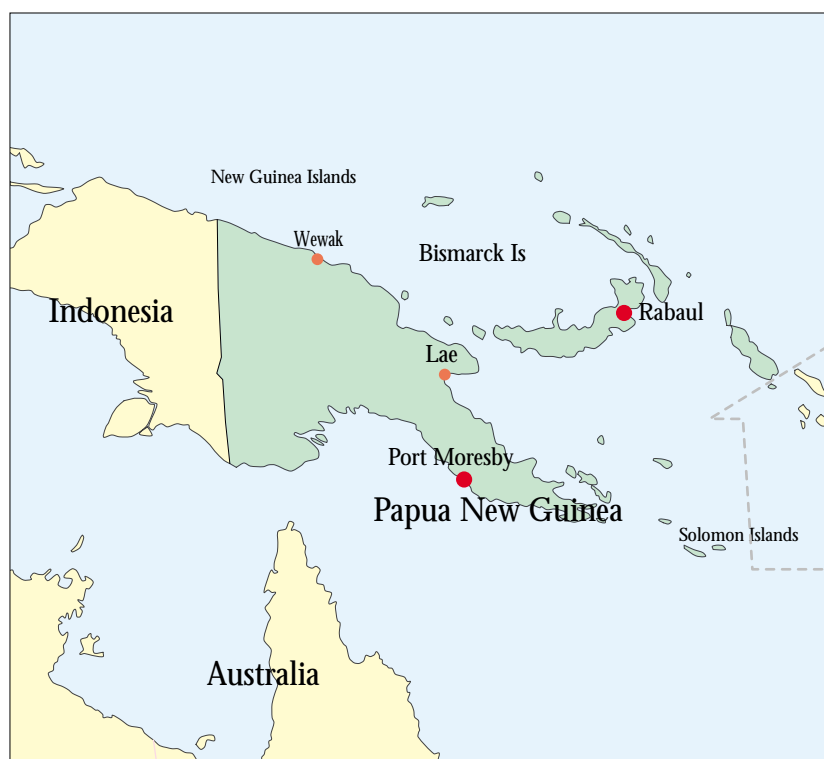 New Guinea Islands
Wewak
Bismarck Is
Indonesia
Rabaul
Lae
Port Moresby
Papua New Guinea
Solomon Islands
Australia